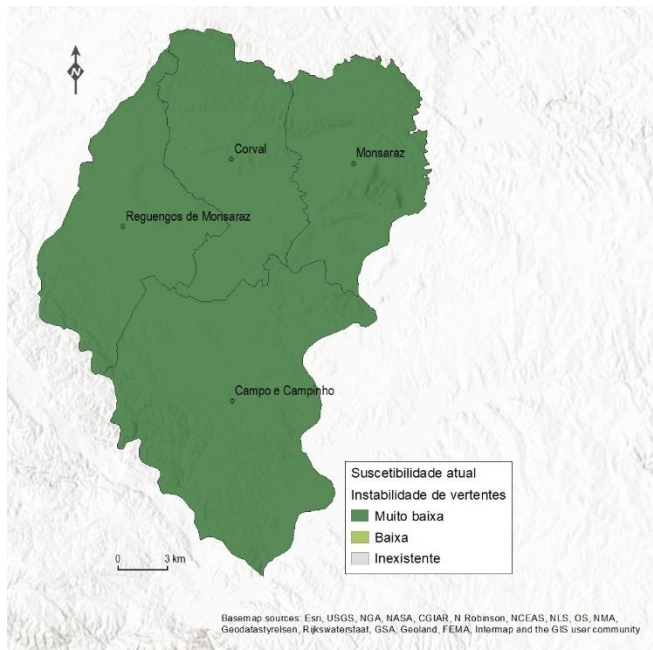 N
Corval
Monsaraz
Reguengos de Monsaraz
Campo e Campinho
Suscetibilidade atual
Instabilidade de vertentes
Muito baixa
Baixa
Inexistente
0 3 km
Basemap sources: Esri, USGS, NGA, NASA, CGIAR, N Robinson, NCEAS, NLS, OS, NMA,
Geodatastyrelsen, Rijkswaterstaat, GSA, Geoland, FEMA, Intermap and the GIS user community